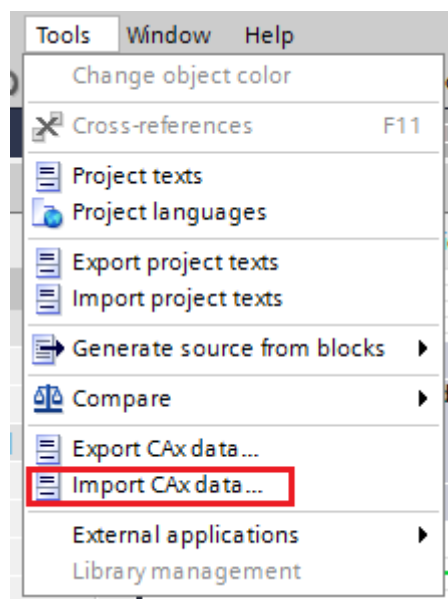 Tools Window Help
Change object color
Cross-references F11
Project texts
Project languages
Export project texts
Import project texts
Generate source from blocks
Compare
Export CAx data...
Import CAx data...
External applications
Library management